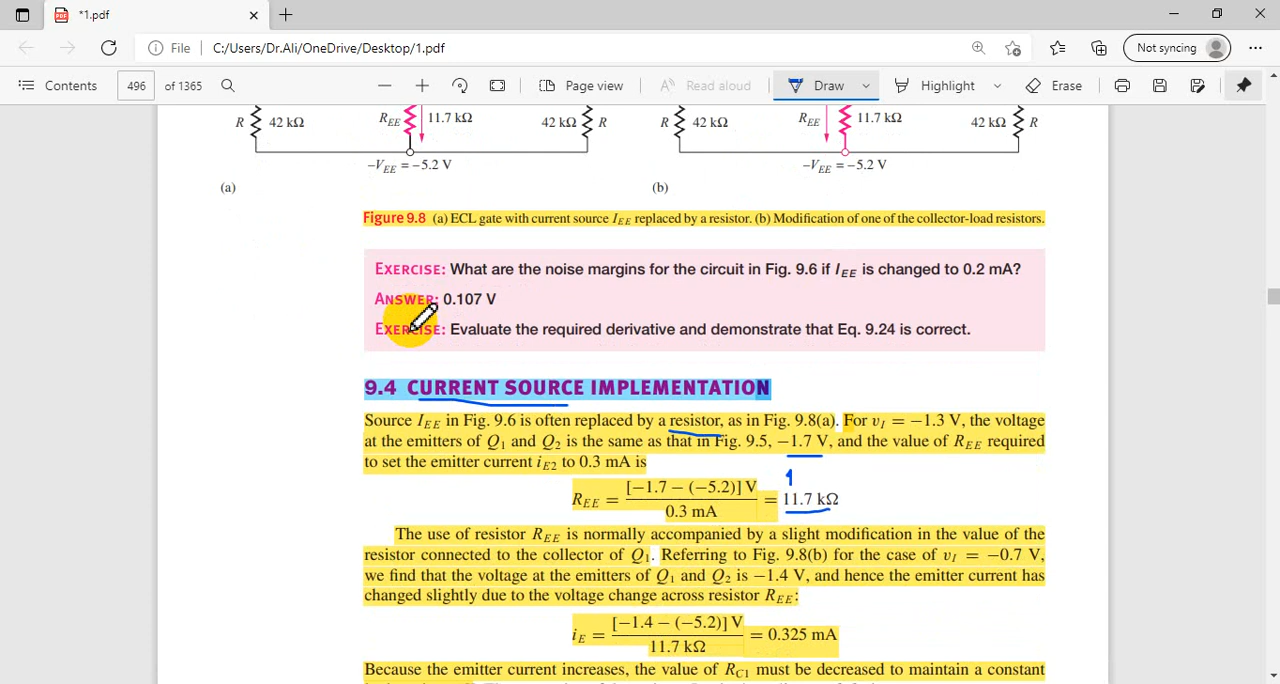 *1.pdf
File | C:/Users/Dr.Ali/OneDrive/Desktop/1.pdf
Not syncing
Contents 496 of 1365 Page view Read aloud Draw Highlight Erase
R 42 kΩ R_EE 11.7 kΩ 42 kΩ R R 42 kΩ R_EE 11.7 kΩ 42 kΩ R
−V_EE = −5.2 V −V_EE = −5.2 V
(a) (b)
Figure 9.8 (a) ECL gate with current source I_EE replaced by a resistor. (b) Modification of one of the collector-load resistors.
EXERCISE: What are the noise margins for the circuit in Fig. 9.6 if I_EE is changed to 0.2 mA?
ANSWER: 0.107 V
EXERCISE: Evaluate the required derivative and demonstrate that Eq. 9.24 is correct.
9.4 CURRENT SOURCE IMPLEMENTATION
Source I_EE in Fig. 9.6 is often replaced by a resistor, as in Fig. 9.8(a). For v_I = −1.3 V, the voltage
at the emitters of Q_1 and Q_2 is the same as that in Fig. 9.5, −1.7 V, and the value of R_EE required
to set the emitter current i_E2 to 0.3 mA is
R_EE = [−1.7 − (−5.2)] V / 0.3 mA = 11.7 kΩ
The use of resistor R_EE is normally accompanied by a slight modification in the value of the
resistor connected to the collector of Q_1. Referring to Fig. 9.8(b) for the case of v_I = −0.7 V,
we find that the voltage at the emitters of Q_1 and Q_2 is −1.4 V, and hence the emitter current has
changed slightly due to the voltage change across resistor R_EE:
i_E = [−1.4 − (−5.2)] V / 11.7 kΩ = 0.325 mA
Because the emitter current increases, the value of R_C1 must be decreased to maintain a constant